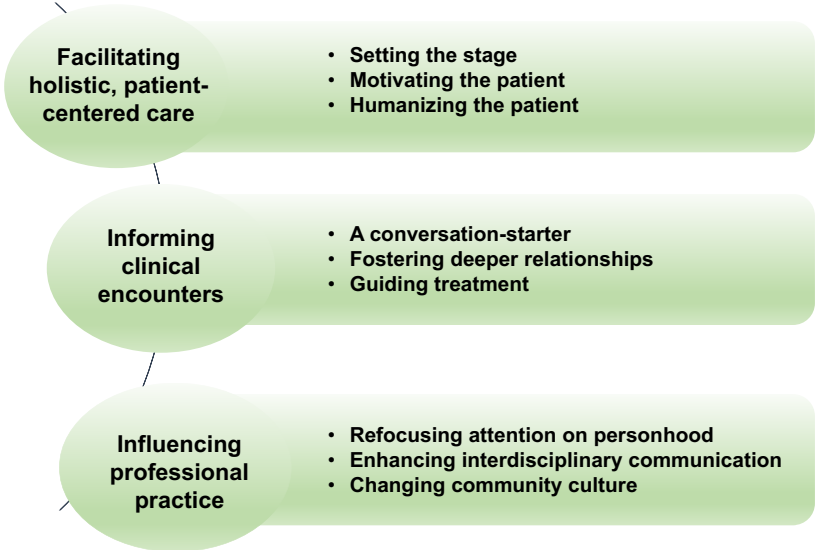 Facilitating
holistic, patient-
centered care
• Setting the stage
• Motivating the patient
• Humanizing the patient
Informing
clinical
encounters
• A conversation-starter
• Fostering deeper relationships
• Guiding treatment
Influencing
professional
practice
• Refocusing attention on personhood
• Enhancing interdisciplinary communication
• Changing community culture